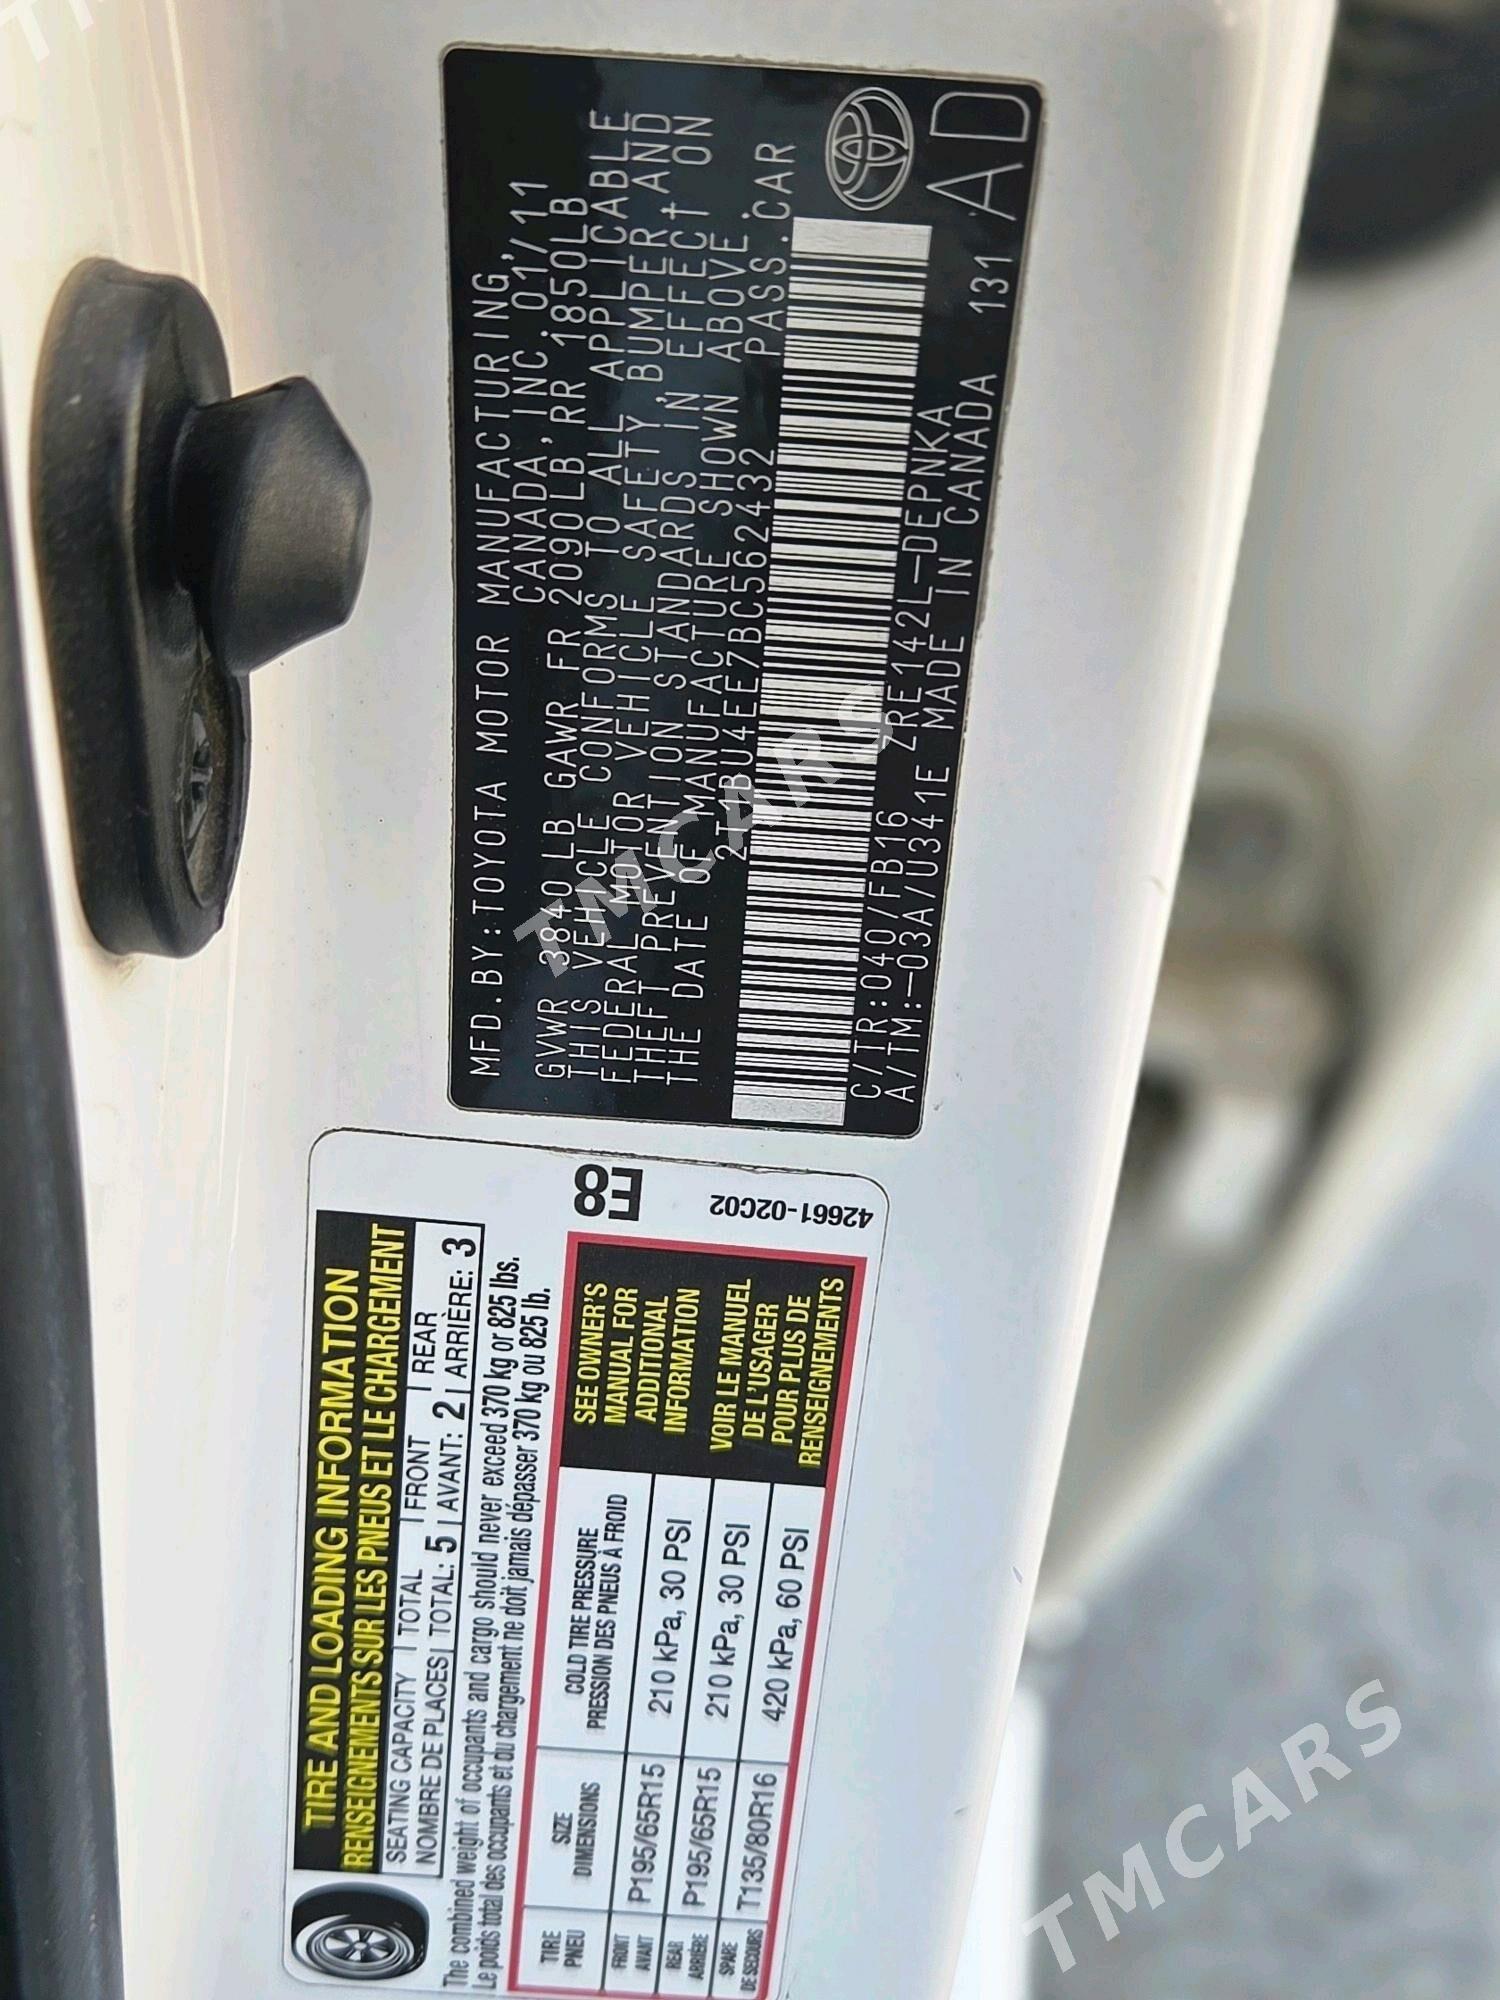 MFD.BY:TOYOTA MOTOR MANUFACTURING,
CANADA,INC.01/11
GVWR 3840LB GAWR FR 2090LB,RR 1850LB
THIS VEHICLE CONFORMS TO ALL APPLICABLE
FEDERAL MOTOR VEHICLE SAFETY,BUMPER,AND
THEFT PREVENTION STANDARDS IN EFFECT ON
THE DATE OF MANUFACTURE SHOWN ABOVE.
2T1BU4EE7BC562432 PASS.CAR
C/TR:040/FB16 ZRE142L-DEPNKA
A/TM:-03A/U341E MADE IN CANADA 131
AD
TIRE AND LOADING INFORMATION
RENSEIGNEMENTS SUR LES PNEUS ET LE CHARGEMENT
SEATING CAPACITY | TOTAL | FRONT | REAR
NOMBRE DE PLACES | TOTAL: 5 | AVANT: 2 | ARRIÈRE: 3
The combined weight of occupants and cargo should never exceed 370 kg or 825 lbs.
Le poids total des occupants et du chargement ne doit jamais dépasser 370 kg ou 825 lb.
TIRE SIZE COLD TIRE PRESSURE
PNEU DIMENSIONS PRESSION DES PNEUS À FROID
FRONT
AVANT P195/65R15 210 kPa, 30 PSI
REAR
ARRIÈRE P195/65R15 210 kPa, 30 PSI
SPARE
DE SECOURS T135/80R16 420 kPa, 60 PSI
SEE OWNER'S
MANUAL FOR
ADDITIONAL
INFORMATION
VOIR LE MANUEL
DE L'USAGER
POUR PLUS DE
RENSEIGNEMENTS
E8
42661-02C02
TMCARS
TMCARS